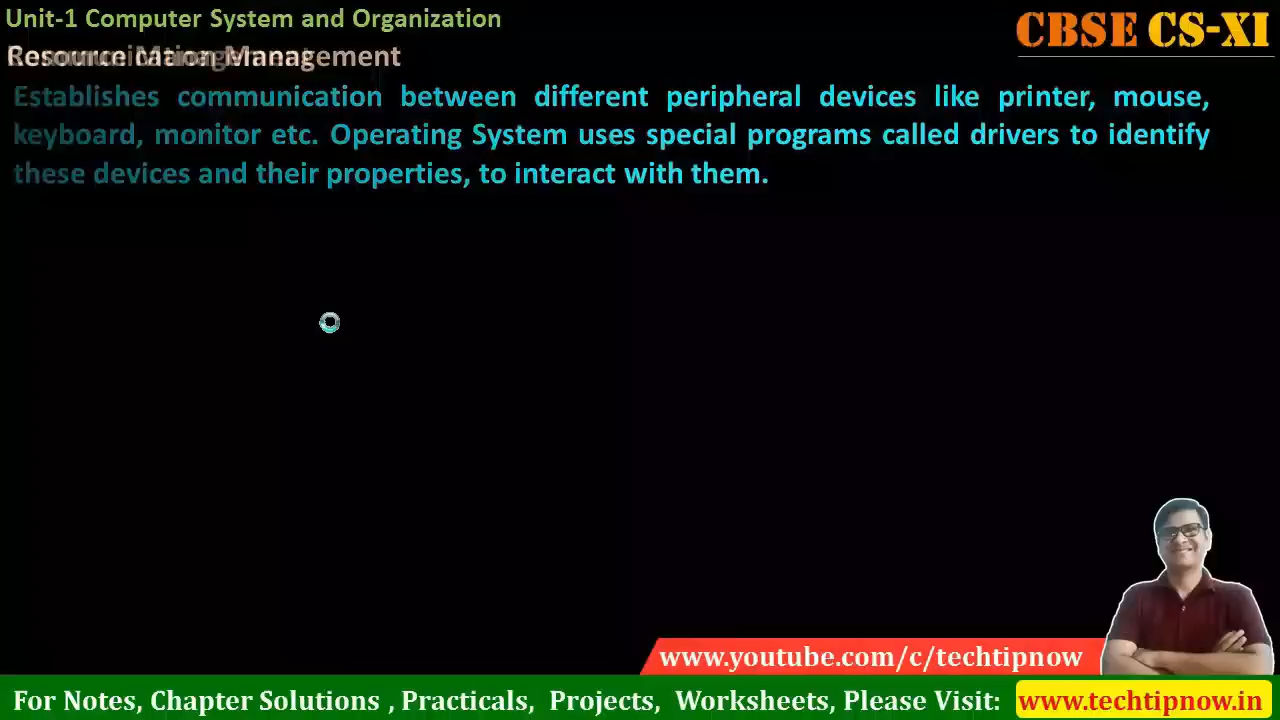 Unit-1 Computer System and Organization
CBSE CS-XI
Management
Establishes communication between different peripheral devices like printer, mouse,
keyboard, monitor etc. Operating System uses special programs called drivers to identify
these devices and their properties, to interact with them.
www.youtube.com/c/techtipnow
For Notes, Chapter Solutions , Practicals, Projects, Worksheets, Please Visit: www.techtipnow.in